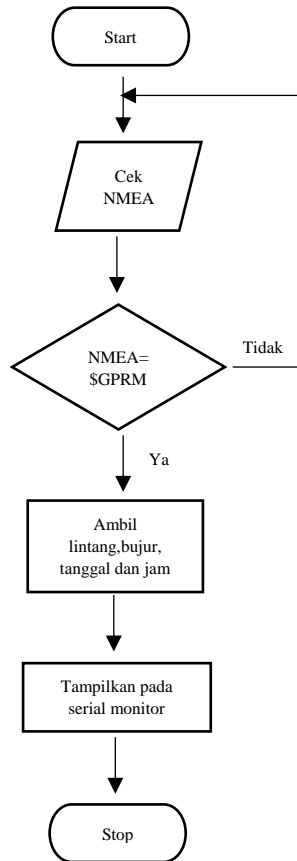 Start
Cek
NMEA
NMEA=
$GPRM
Tidak
Ya
Ambil
lintang,bujur,
tanggal dan jam
Tampilkan pada
serial monitor
Stop